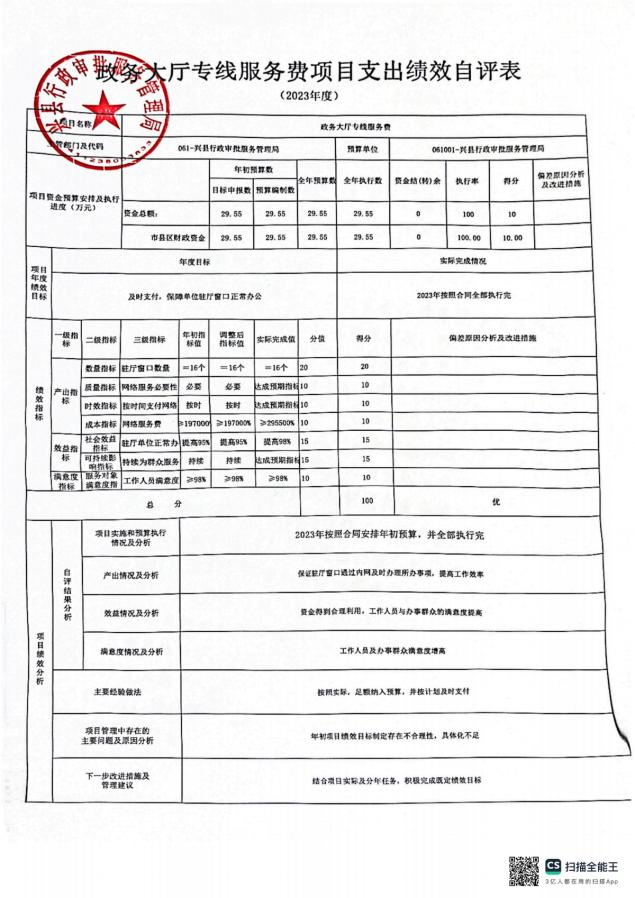 政务大厅专线服务费项目支出绩效自评表
（2023年度）
兴县行政审批服务管理局
项目名称 政务大厅专线服务费
主管部门及代码 061-兴县行政审批服务管理局 预算单位 061001-兴县行政审批服务管理局
项目资金预算安排及执行进度（万元） 年初预算数 全年预算数 全年执行数 资金结(转)余 执行率 得分 偏差原因分析及改进措施
目标申报数 预算编制数
资金总额： 29.55 29.55 29.55 29.55 0 100 10
市县区财政资金 29.55 29.55 29.55 29.55 0 100.00 10.00
项目年度绩效目标 年度目标 实际完成情况
及时支付，保障单位驻厅窗口正常办公 2023年按照合同全部执行完
绩效指标 一级指标 二级指标 三级指标 年初指标值 调整后指标值 实际完成值 分值 得分 偏差原因分析及改进措施
产出指标 数量指标 驻厅窗口数量 ＝16个 ＝16个 ＝16个 20 20
质量指标 网络服务必要性 必要 必要 达成预期指标 10 10
时效指标 按时间支付网络 按时 按时 达成预期指标 10 10
成本指标 网络服务费 ≥197000% ≥197000% ≥295500% 10 10
效益指标 社会效益指标 驻厅单位正常办 提高95% 提高95% 提高98% 15 15
可持续影响指标 持续为群众服务 持续 持续 达成预期指标 15 15
满意度指标 服务对象满意度指 工作人员满意度 ≥98% ≥98% ≥98% 10 10
总 分 100 优
项目绩效分析 自评结果分析 项目实施和预算执行情况及分析 2023年按照合同安排年初预算，并全部执行完
产出情况及分析 保证驻厅窗口通过内网及时办理所办事项，提高工作效率
效益情况及分析 资金得到合理利用，工作人员与办事群众的满意度提高
满意度情况及分析 工作人员及办事群众满意度增高
主要经验做法 按照实际，足额纳入预算，并按计划及时支付
项目管理中存在的主要问题及原因分析 年初项目绩效目标制定存在不合理性，具体化不足
下一步改进措施及管理建议 结合项目实际及分年任务，积极完成既定绩效目标
CS 扫描全能王
3亿人都在用的扫描App